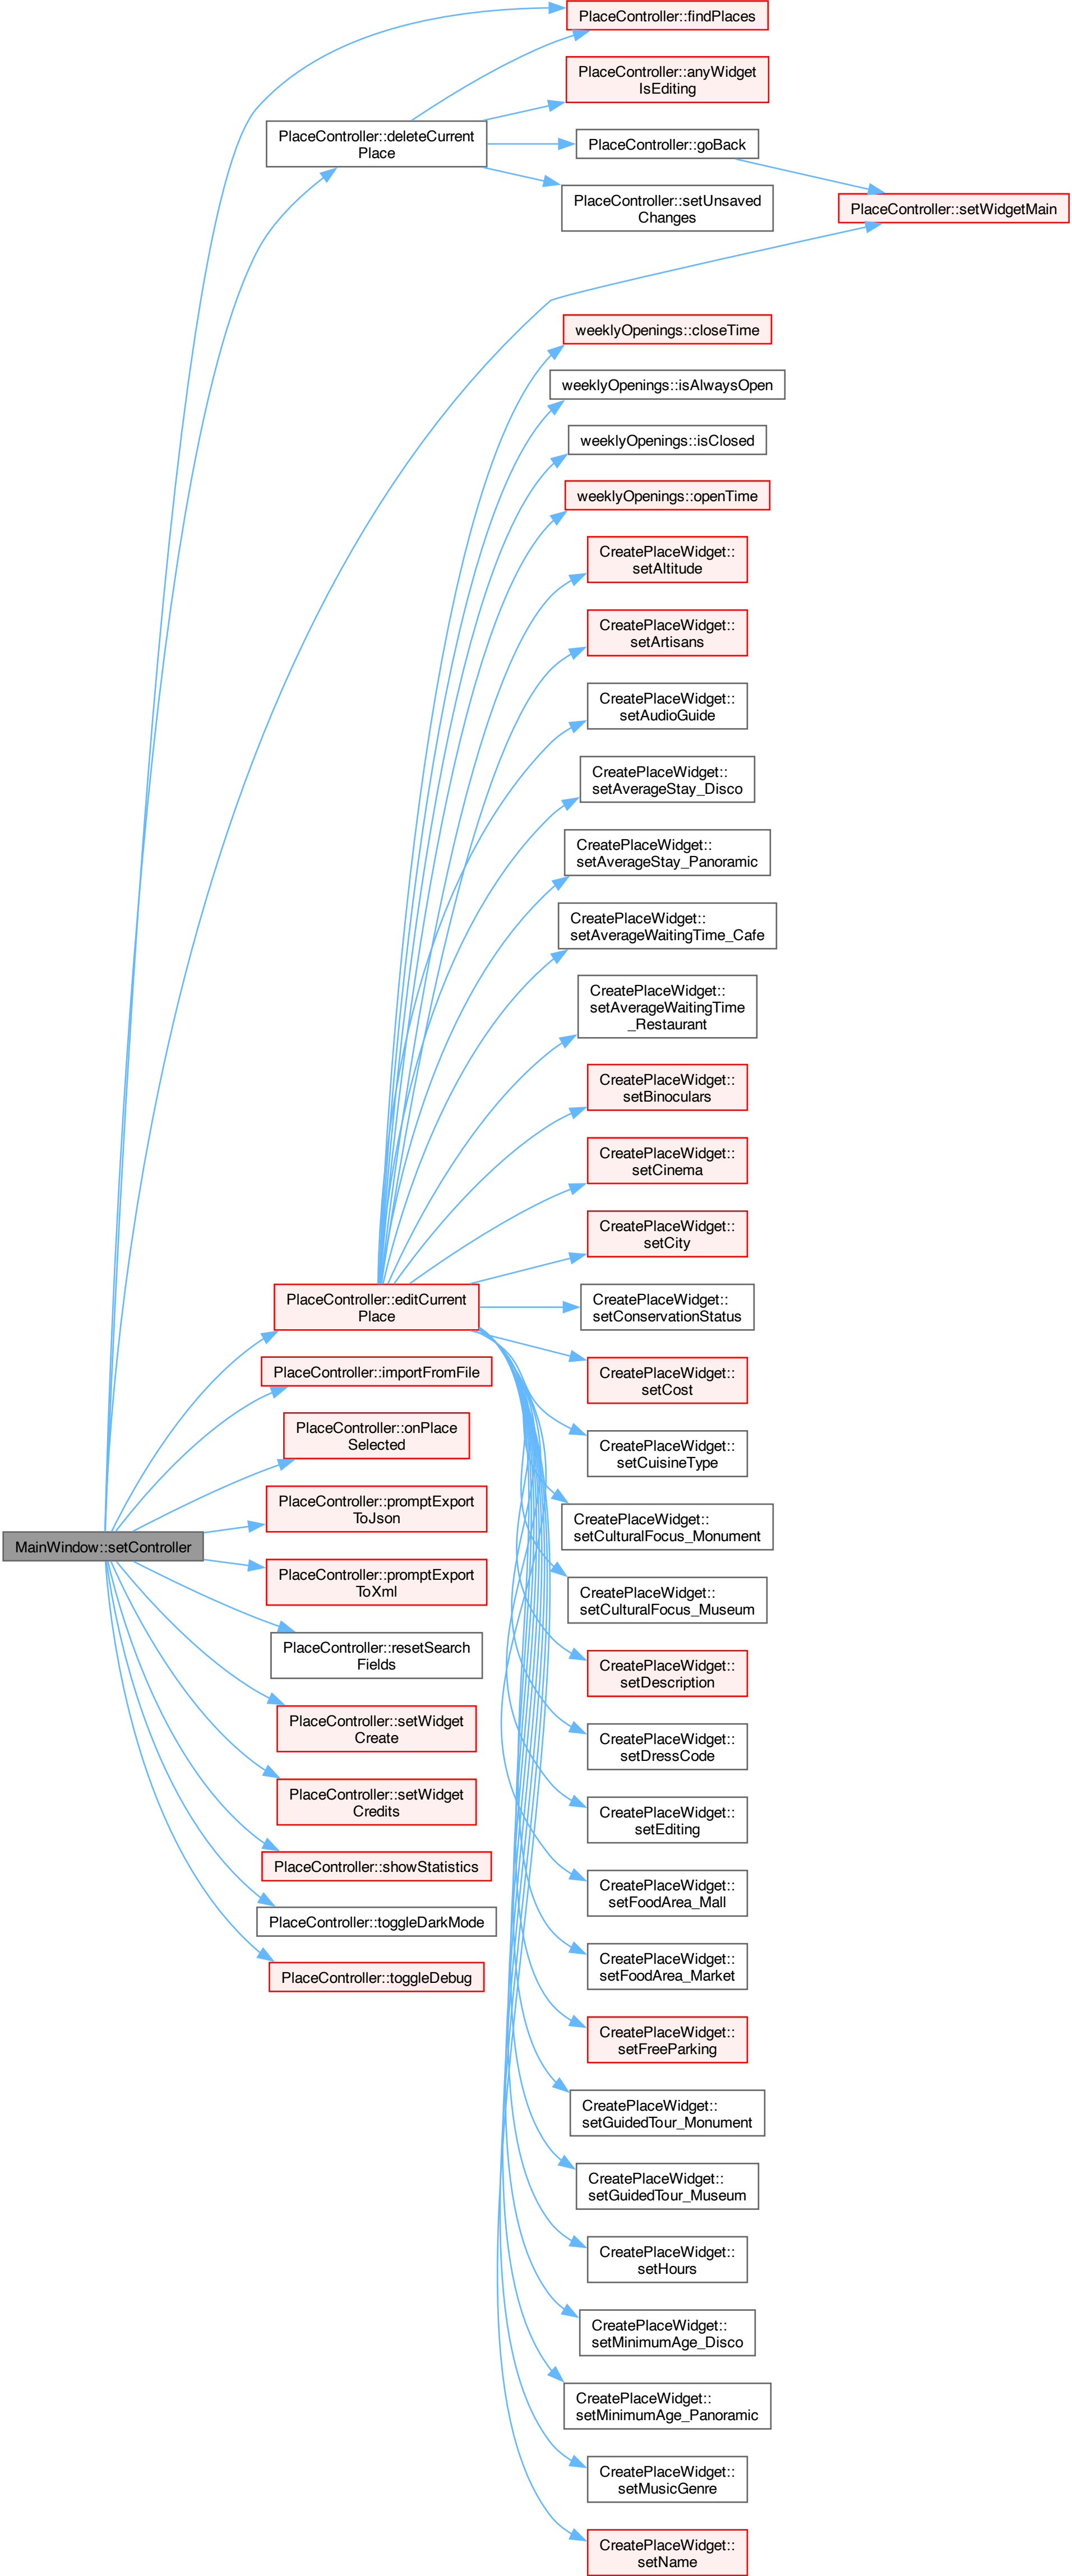 PlaceController::findPlaces
PlaceController::anyWidget
IsEditing
PlaceController::deleteCurrent
Place
PlaceController::goBack
PlaceController::setUnsaved
Changes
PlaceController::setWidgetMain
weeklyOpenings::closeTime
weeklyOpenings::isAlwaysOpen
weeklyOpenings::isClosed
weeklyOpenings::openTime
CreatePlaceWidget::
setAltitude
CreatePlaceWidget::
setArtisans
CreatePlaceWidget::
setAudioGuide
CreatePlaceWidget::
setAverageStay_Disco
CreatePlaceWidget::
setAverageStay_Panoramic
CreatePlaceWidget::
setAverageWaitingTime_Cafe
CreatePlaceWidget::
setAverageWaitingTime
_Restaurant
CreatePlaceWidget::
setBinoculars
CreatePlaceWidget::
setCinema
CreatePlaceWidget::
setCity
PlaceController::editCurrent
Place
CreatePlaceWidget::
setConservationStatus
PlaceController::importFromFile
CreatePlaceWidget::
setCost
PlaceController::onPlace
Selected
CreatePlaceWidget::
setCuisineType
PlaceController::promptExport
ToJson
CreatePlaceWidget::
setCulturalFocus_Monument
MainWindow::setController
PlaceController::promptExport
ToXml
CreatePlaceWidget::
setCulturalFocus_Museum
PlaceController::resetSearch
Fields
CreatePlaceWidget::
setDescription
PlaceController::setWidget
Create
CreatePlaceWidget::
setDressCode
PlaceController::setWidget
Credits
CreatePlaceWidget::
setEditing
PlaceController::showStatistics
CreatePlaceWidget::
setFoodArea_Mall
PlaceController::toggleDarkMode
CreatePlaceWidget::
setFoodArea_Market
PlaceController::toggleDebug
CreatePlaceWidget::
setFreeParking
CreatePlaceWidget::
setGuidedTour_Monument
CreatePlaceWidget::
setGuidedTour_Museum
CreatePlaceWidget::
setHours
CreatePlaceWidget::
setMinimumAge_Disco
CreatePlaceWidget::
setMinimumAge_Panoramic
CreatePlaceWidget::
setMusicGenre
CreatePlaceWidget::
setName